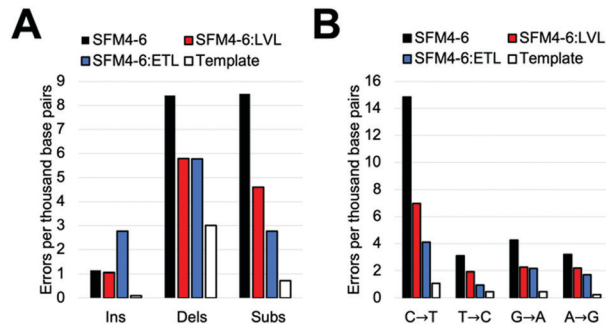 A
SFM4-6 SFM4-6:LVL
SFM4-6:ETL Template
Errors per thousand base pairs
9
8
7
6
5
4
3
2
1
0
Ins Dels Subs
B
SFM4-6 SFM4-6:LVL
SFM4-6:ETL Template
Errors per thousand base pairs
16
14
12
10
8
6
4
2
0
C→T T→C G→A A→G